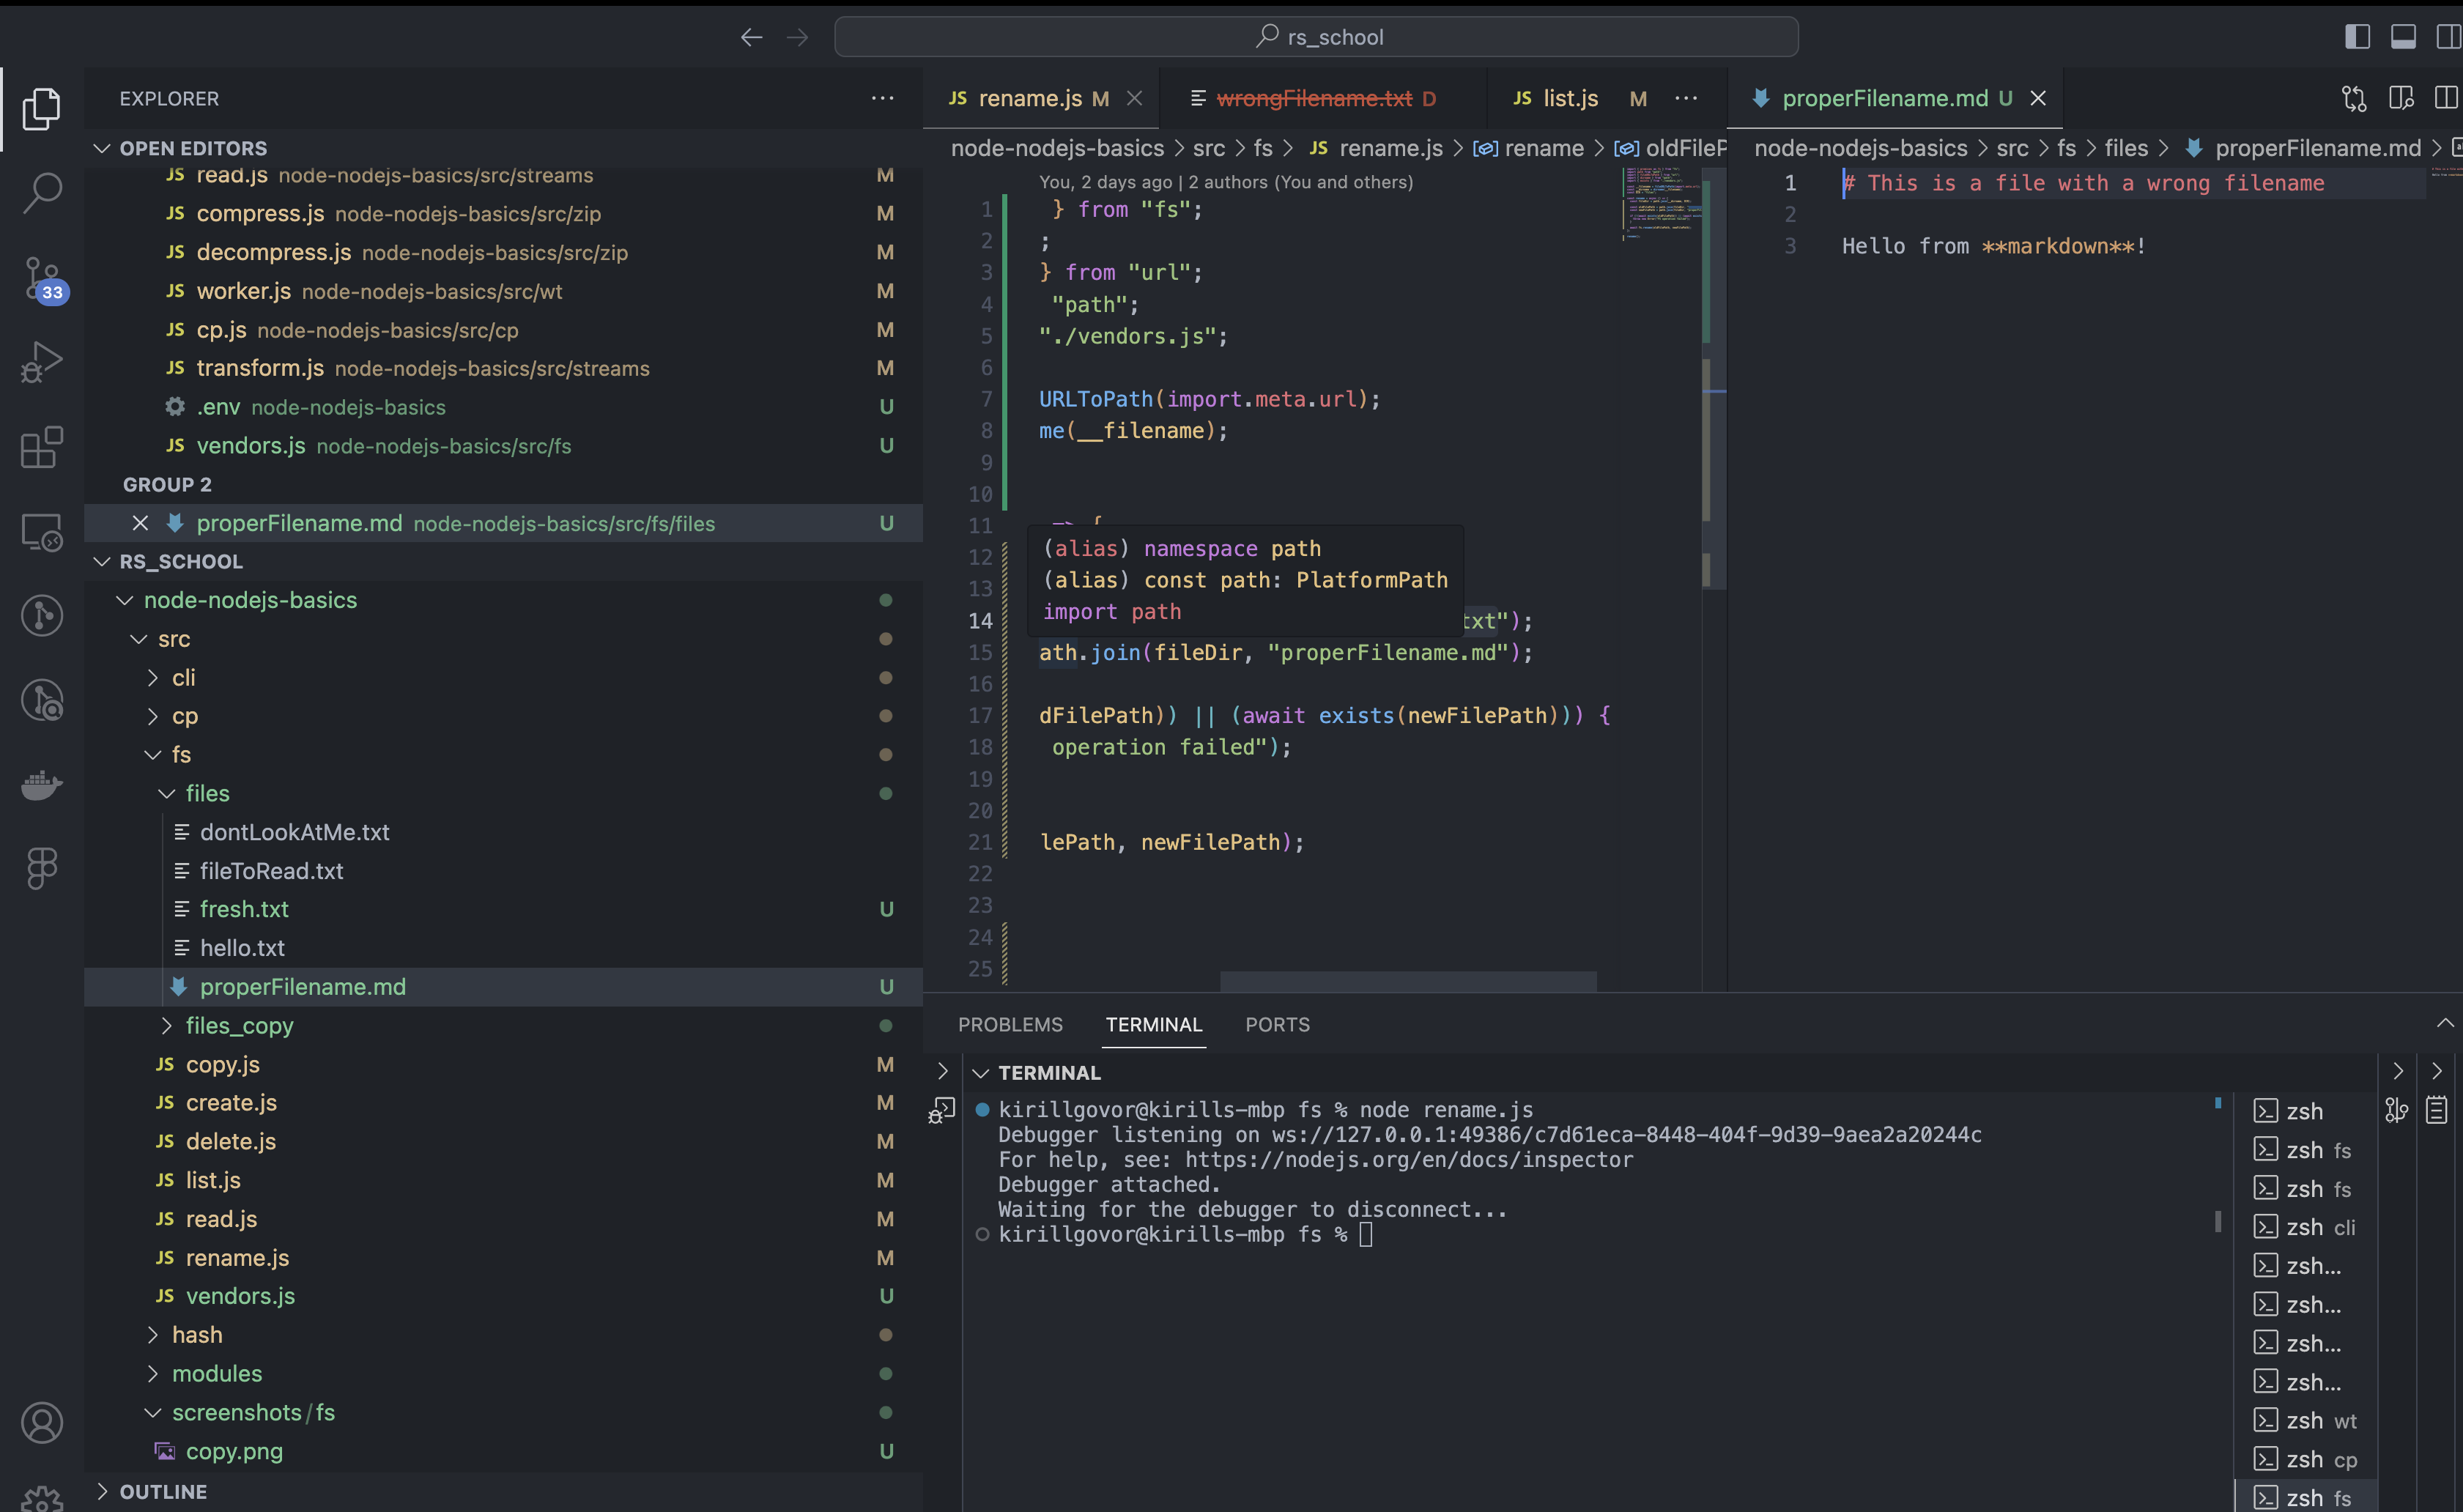 rs_school
EXPLORER
OPEN EDITORS
read.js node-nodejs-basics/src/streams M
compress.js node-nodejs-basics/src/zip M
decompress.js node-nodejs-basics/src/zip M
worker.js node-nodejs-basics/src/wt M
cp.js node-nodejs-basics/src/cp M
transform.js node-nodejs-basics/src/streams M
.env node-nodejs-basics U
vendors.js node-nodejs-basics/src/fs U
GROUP 2
properFilename.md node-nodejs-basics/src/fs/files U
RS_SCHOOL
node-nodejs-basics
src
cli
cp
fs
files
dontLookAtMe.txt
fileToRead.txt
fresh.txt U
hello.txt
properFilename.md U
files_copy
JS copy.js M
JS create.js M
JS delete.js M
JS list.js M
JS read.js M
JS rename.js M
JS vendors.js U
hash
modules
screenshots/fs
copy.png U
OUTLINE
33
JS rename.js M
wrongFilename.txt D
JS list.js M ...
node-nodejs-basics > src > fs > JS rename.js > rename > oldFileP
You, 2 days ago | 2 authors (You and others)
1 } from "fs";
2 ;
3 } from "url";
4 "path";
5 "./vendors.js";
6
7 URLToPath(import.meta.url);
8 me(__filename);
9
10
11 => {
12
13
14 txt");
15 ath.join(fileDir, "properFilename.md");
16
17 dFilePath)) || (await exists(newFilePath))) {
18 operation failed");
19
20
21 lePath, newFilePath);
22
23
24
25
(alias) namespace path
(alias) const path: PlatformPath
import path
properFilename.md U
node-nodejs-basics > src > fs > files > properFilename.md >
1 # This is a file with a wrong filename
2
3 Hello from **markdown**!
PROBLEMS TERMINAL PORTS
TERMINAL
kirillgovor@kirills-mbp fs % node rename.js
Debugger listening on ws://127.0.0.1:49386/c7d61eca-8448-404f-9d39-9aea2a20244c
For help, see: https://nodejs.org/en/docs/inspector
Debugger attached.
Waiting for the debugger to disconnect...
kirillgovor@kirills-mbp fs %
zsh
zsh fs
zsh fs
zsh cli
zsh...
zsh...
zsh...
zsh...
zsh wt
zsh cp
zsh fs